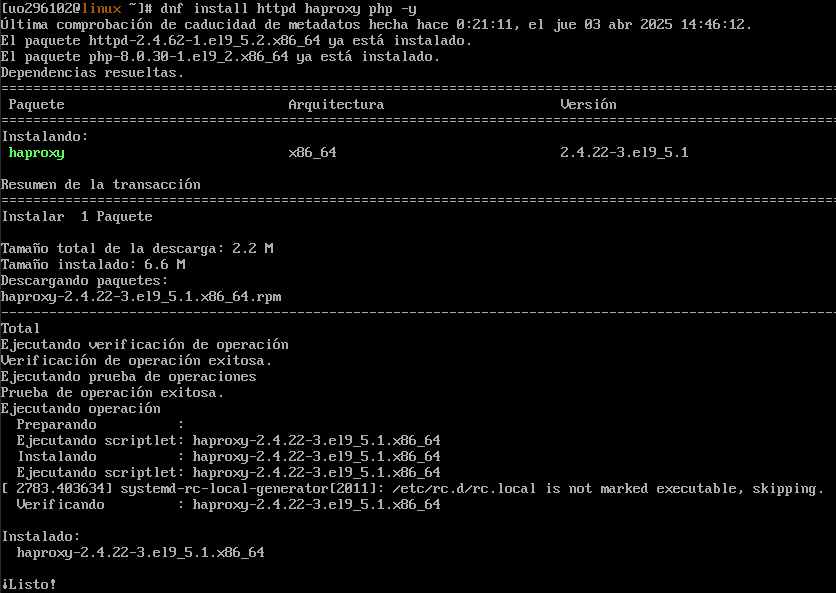 [uo296102@linux ~]# dnf install httpd haproxy php -y
Última comprobación de caducidad de metadatos hecha hace 0:21:11, el jue 03 abr 2025 14:46:12.
El paquete httpd-2.4.62-1.el9_5.2.x86_64 ya está instalado.
El paquete php-8.0.30-1.el9_2.x86_64 ya está instalado.
Dependencias resueltas.
Paquete Arquitectura Versión
Instalando:
haproxy x86_64 2.4.22-3.el9_5.1
Resumen de la transacción
Instalar 1 Paquete
Tamaño total de la descarga: 2.2 M
Tamaño instalado: 6.6 M
Descargando paquetes:
haproxy-2.4.22-3.el9_5.1.x86_64.rpm
Total
Ejecutando verificación de operación
Verificación de operación exitosa.
Ejecutando prueba de operaciones
Prueba de operación exitosa.
Ejecutando operación
Preparando :
Ejecutando scriptlet: haproxy-2.4.22-3.el9_5.1.x86_64
Instalando : haproxy-2.4.22-3.el9_5.1.x86_64
Ejecutando scriptlet: haproxy-2.4.22-3.el9_5.1.x86_64
[ 2783.403634] systemd-rc-local-generator[2011]: /etc/rc.d/rc.local is not marked executable, skipping.
Verificando : haproxy-2.4.22-3.el9_5.1.x86_64
Instalado:
haproxy-2.4.22-3.el9_5.1.x86_64
¡Listo!